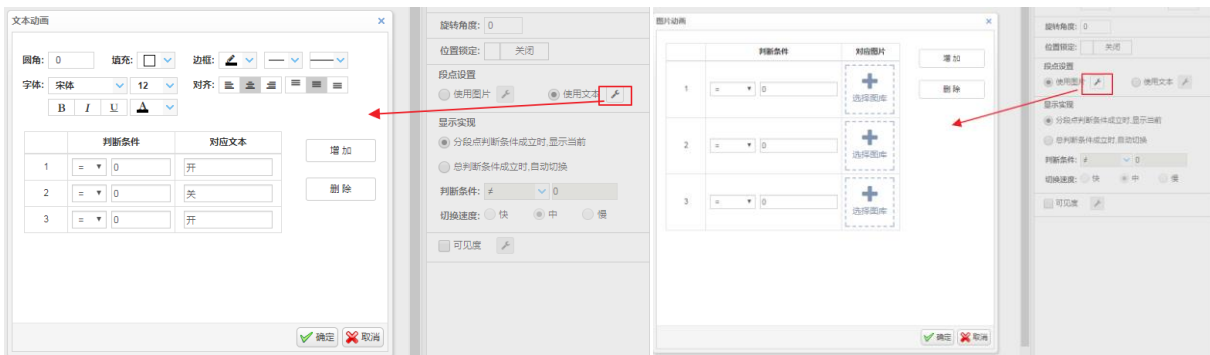 文本动画
圆角: 0 填充: 边框:
字体: 宋体 12 对齐:
B I U A
判断条件 对应文本
1 = 0 开
2 = 0 关
3 = 0 开
增加
删除
确定 取消
旋转角度: 0
位置锁定: 关闭
段点设置
使用图片 使用文本
显示实现
分段点判断条件成立时,显示当前
总判断条件成立时,自动切换
判断条件: ≠ 0
切换速度: 快 中 慢
可见度
图片动画
判断条件 对应图片
1 = 0 选择图库
2 = 0 选择图库
3 = 0 选择图库
增加
删除
确定 取消
旋转角度: 0
位置锁定: 关闭
段点设置
使用图片 使用文本
显示实现
分段点判断条件成立时,显示当前
总判断条件成立时,自动切换
判断条件: ≠ 0
切换速度: 快 中 慢
可见度